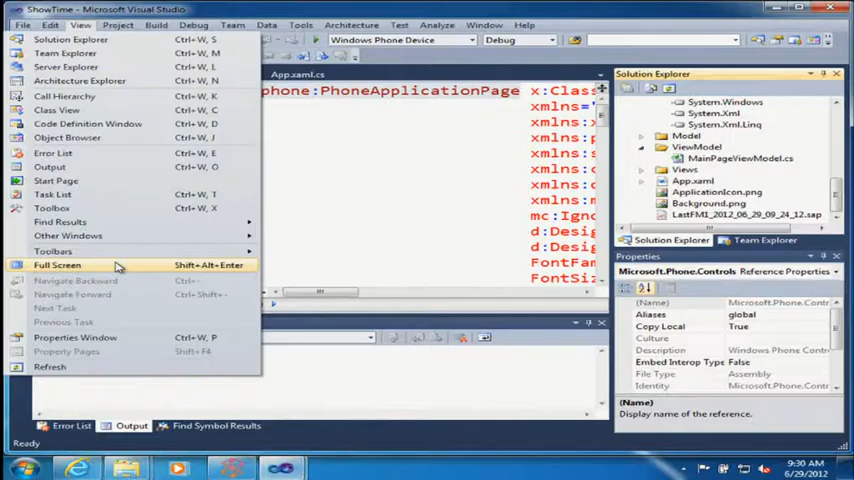 ShowTime - Microsoft Visual Studio
File Edit View Project Build Debug Team Data Tools Architecture Test Analyze Window Help
Windows Phone Device Debug
Solution Explorer Ctrl+W, S
Team Explorer Ctrl+W, M
Server Explorer Ctrl+W, L
Architecture Explorer Ctrl+W, N
Call Hierarchy Ctrl+W, K
Class View Ctrl+W, C
Code Definition Window Ctrl+W, D
Object Browser Ctrl+W, J
Error List Ctrl+W, E
Output Ctrl+W, O
Start Page
Task List Ctrl+W, T
Toolbox Ctrl+W, X
Find Results
Other Windows
Toolbars
Full Screen Shift+Alt+Enter
Navigate Backward Ctrl+-
Navigate Forward Ctrl+Shift+-
Next Task
Previous Task
Properties Window Ctrl+W, P
Property Pages Shift+F4
Refresh
App.xaml.cs
phone:PhoneApplicationPage x:Clas
xmlns='
xmlns:
xmlns:
xmlns:
xmlns:
mc:Igno
d:Desig
d:Desig
FontFam
FontSiz
Solution Explorer
System.Windows
System.Xml
System.Xml.Linq
Model
ViewModel
MainPageViewModel.cs
Views
App.xaml
ApplicationIcon.png
Background.png
LastFM1_2012_06_29_09_24_12.sap
Solution Explorer Team Explorer
Properties
Microsoft.Phone.Controls Reference Properties
(Name) Microsoft.Phone.Contro
Aliases global
Copy Local True
Culture
Description Windows Phone Contro
Embed Interop Type False
File Type Assembly
Identity Microsoft.Phone.Contro
(Name)
Display name of the reference.
Error List Output Find Symbol Results
Ready
9:30 AM
6/29/2012